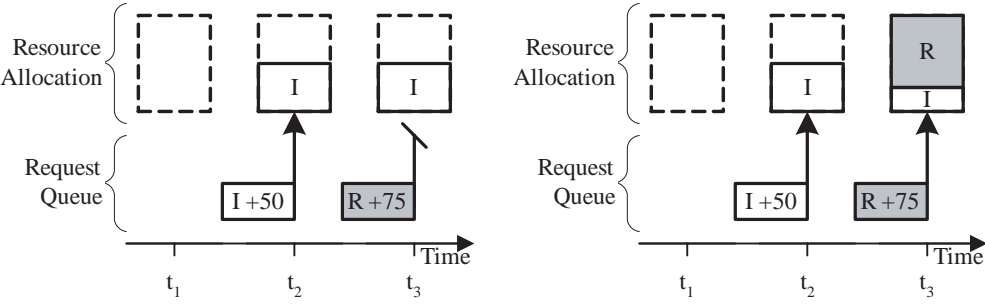 Resource
Allocation
I
I
Request
Queue
I +50
R +75
Time
t1
t2
t3
Resource
Allocation
I
R
I
Request
Queue
I +50
R +75
Time
t1
t2
t3